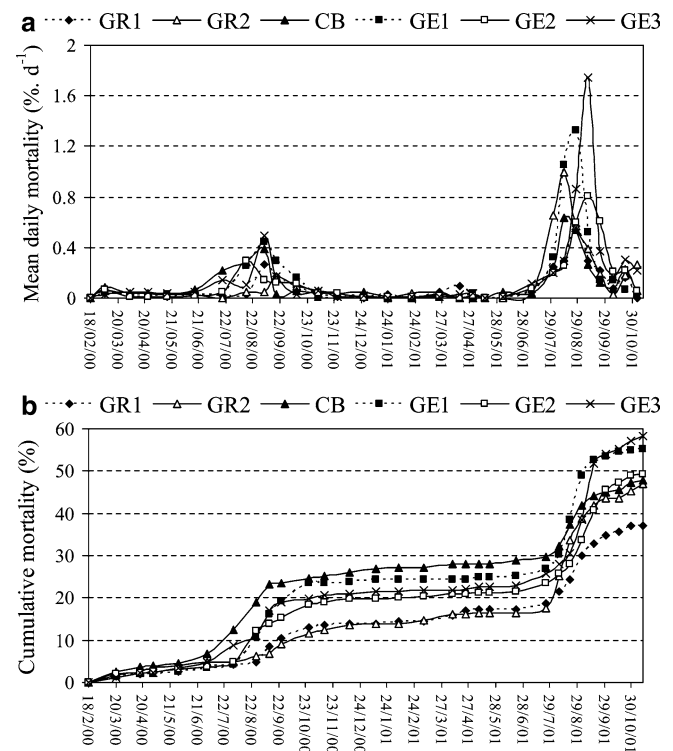 a GR1 GR2 CB GE1 GE2 GE3
Mean daily mortality (%. d⁻¹)
2
1.6
1.2
0.8
0.4
0
18/02/00 20/03/00 20/04/00 21/05/00 21/06/00 22/07/00 22/08/00 22/09/00 23/10/00 23/11/00 24/12/00 24/01/01 24/02/01 27/03/01 27/04/01 28/05/01 28/06/01 29/07/01 29/08/01 29/09/01 30/10/01
b GR1 GR2 CB GE1 GE2 GE3
Cumulative mortality (%)
60
50
40
30
20
10
0
18/2/00 20/3/00 20/4/00 21/5/00 21/6/00 22/7/00 22/8/00 22/9/00 23/10/00 23/11/00 24/12/00 24/1/01 24/2/01 27/3/01 27/4/01 28/5/01 28/6/01 29/7/01 29/8/01 29/9/01 30/10/01